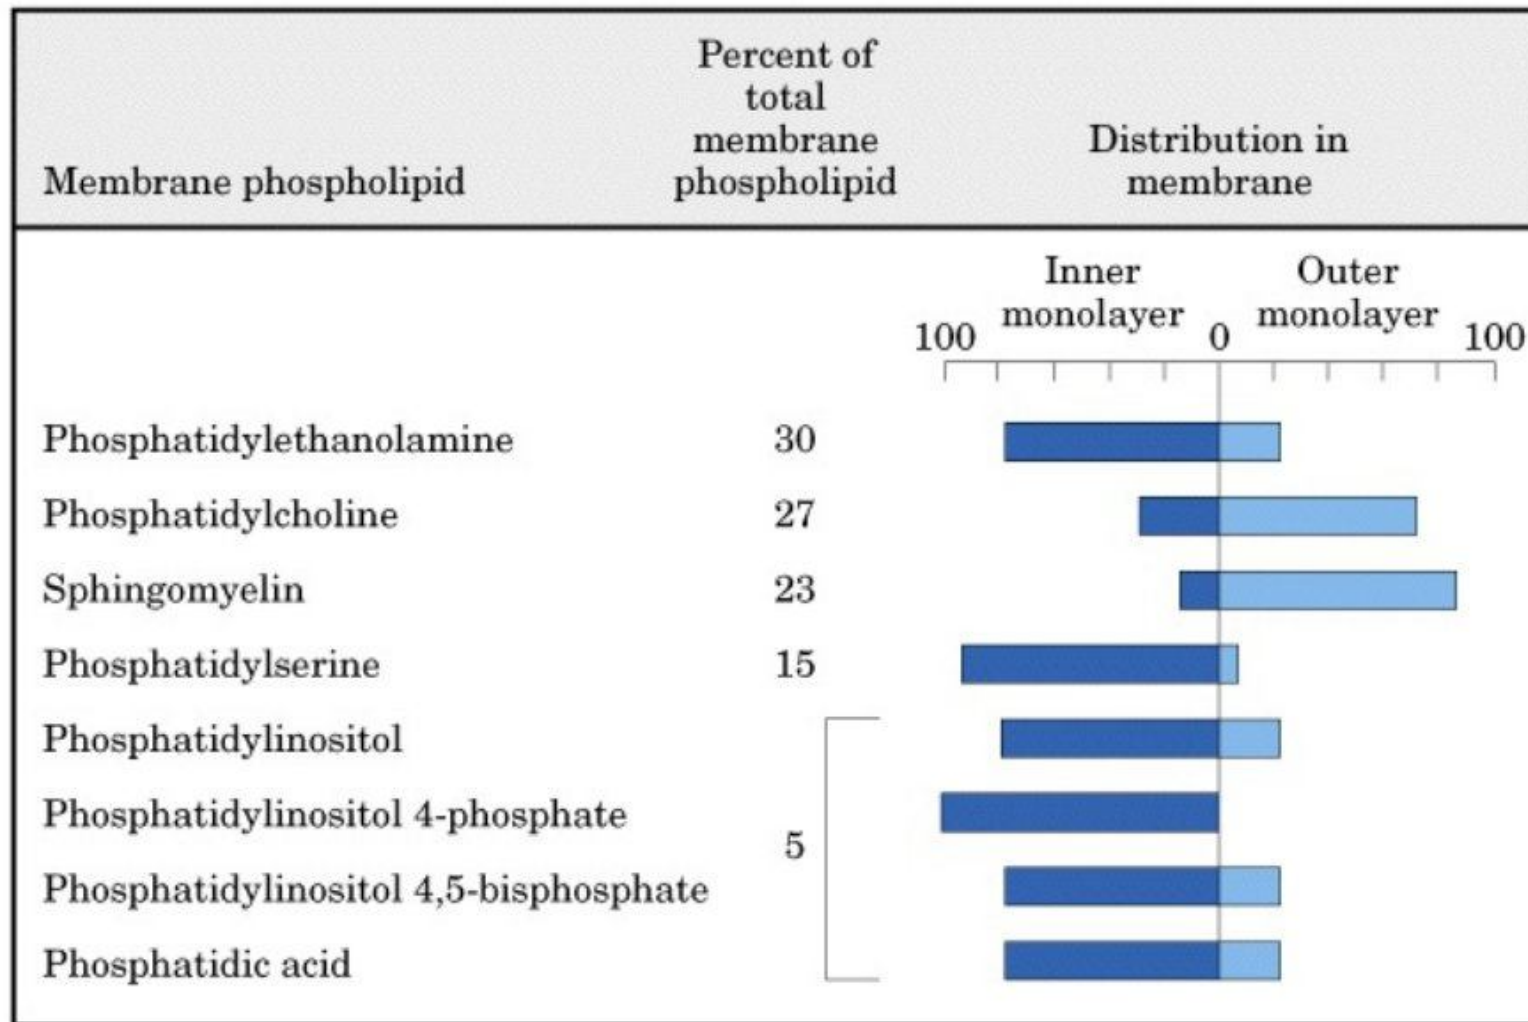 Membrane phospholipid
Percent of
total
membrane
phospholipid
Distribution in
membrane
Inner
monolayer
Outer
monolayer
100 0 100
Phosphatidylethanolamine 30
Phosphatidylcholine 27
Sphingomyelin 23
Phosphatidylserine 15
Phosphatidylinositol
Phosphatidylinositol 4-phosphate
5
Phosphatidylinositol 4,5-bisphosphate
Phosphatidic acid